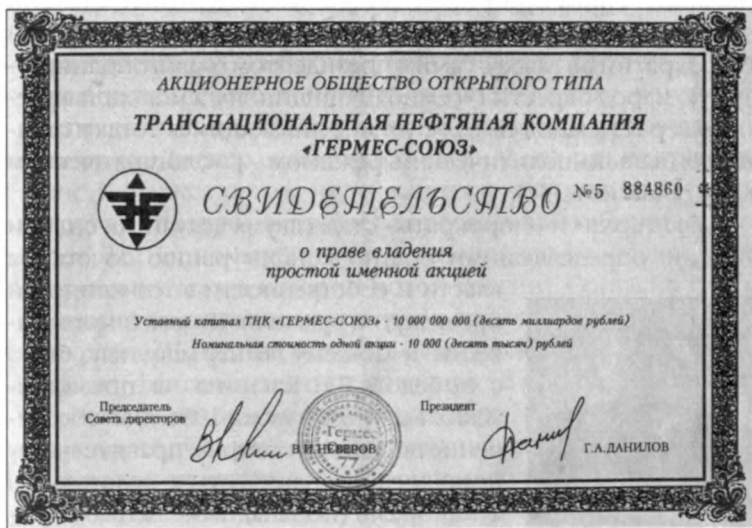 АКЦИОНЕРНОЕ ОБЩЕСТВО ОТКРЫТОГО ТИПА
ТРАНСНАЦИОНАЛЬНАЯ НЕФТЯНАЯ КОМПАНИЯ
«ГЕРМЕС-СОЮЗ»
СВИДЕТЕЛЬСТВО №5 884860
о праве владения
простой именной акцией
Уставный капитал ТНК «ГЕРМЕС-СОЮЗ» - 10 000 000 000 (десять миллиардов рублей)
Номинальная стоимость одной акции - 10 000 (десять тысяч) рублей
Председатель
Совета директоров
В.И.НЕВЕРОВ
Гермес
77
Президент
Г.А.ДАНИЛОВ